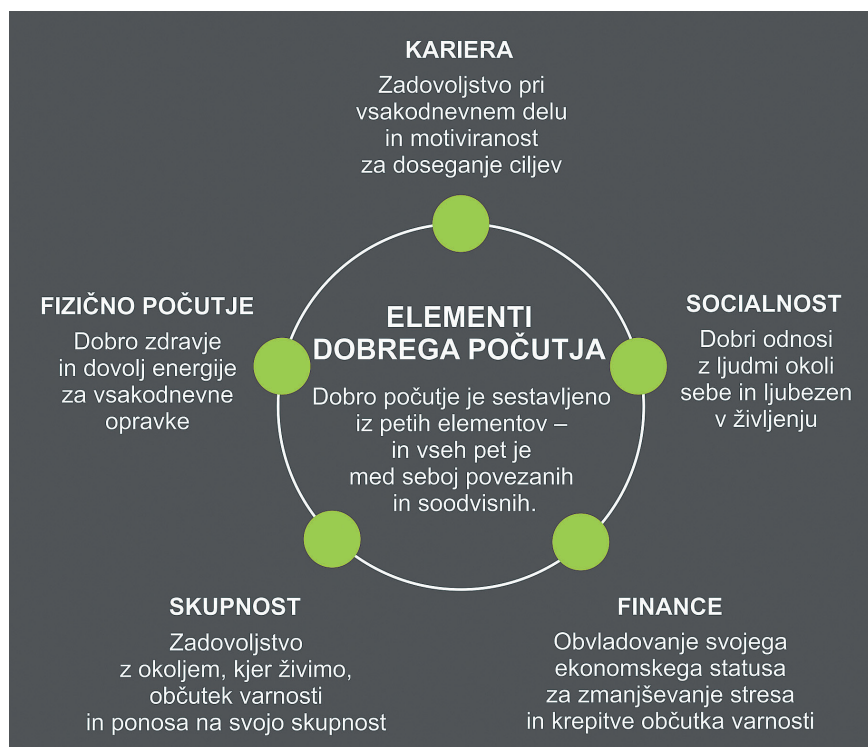 KARIERA
Zadovoljstvo pri
vsakodnevnem delu
in motiviranost
za doseganje ciljev
FIZIČNO POČUTJE
Dobro zdravje
in dovolj energije
za vsakodnevne
opravke
ELEMENTI
DOBREGA POČUTJA
Dobro počutje je sestavljeno
iz petih elementov –
in vseh pet je
med seboj povezanih
in soodvisnih.
SOCIALNOST
Dobri odnosi
z ljudmi okoli
sebe in ljubezen
v življenju
SKUPNOST
Zadovoljstvo
z okoljem, kjer živimo,
občutek varnosti
in ponosa na svojo skupnost
FINANCE
Obvladovanje svojega
ekonomskega statusa
za zmanjševanje stresa
in krepitve občutka varnosti